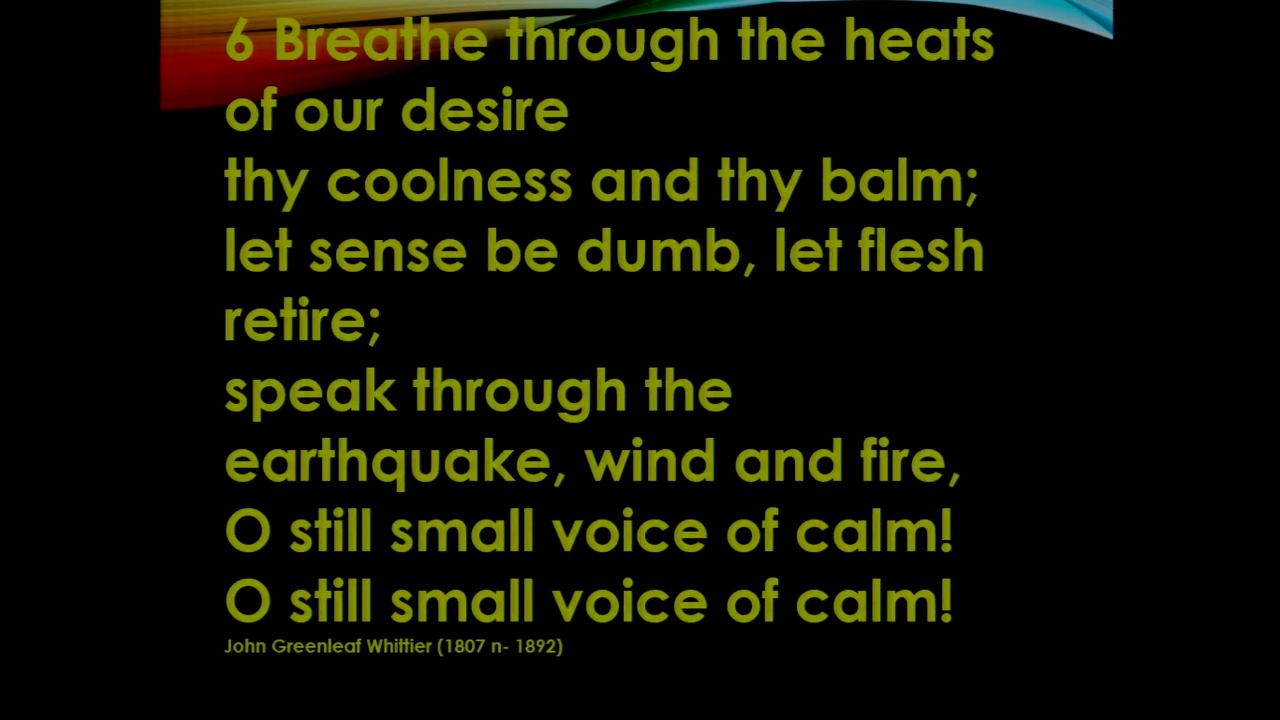 6 Breathe through the heats
of our desire
thy coolness and thy balm;
let sense be dumb, let flesh
retire;
speak through the
earthquake, wind and fire,
O still small voice of calm!
O still small voice of calm!
John Greenleaf Whittier (1807 n- 1892)